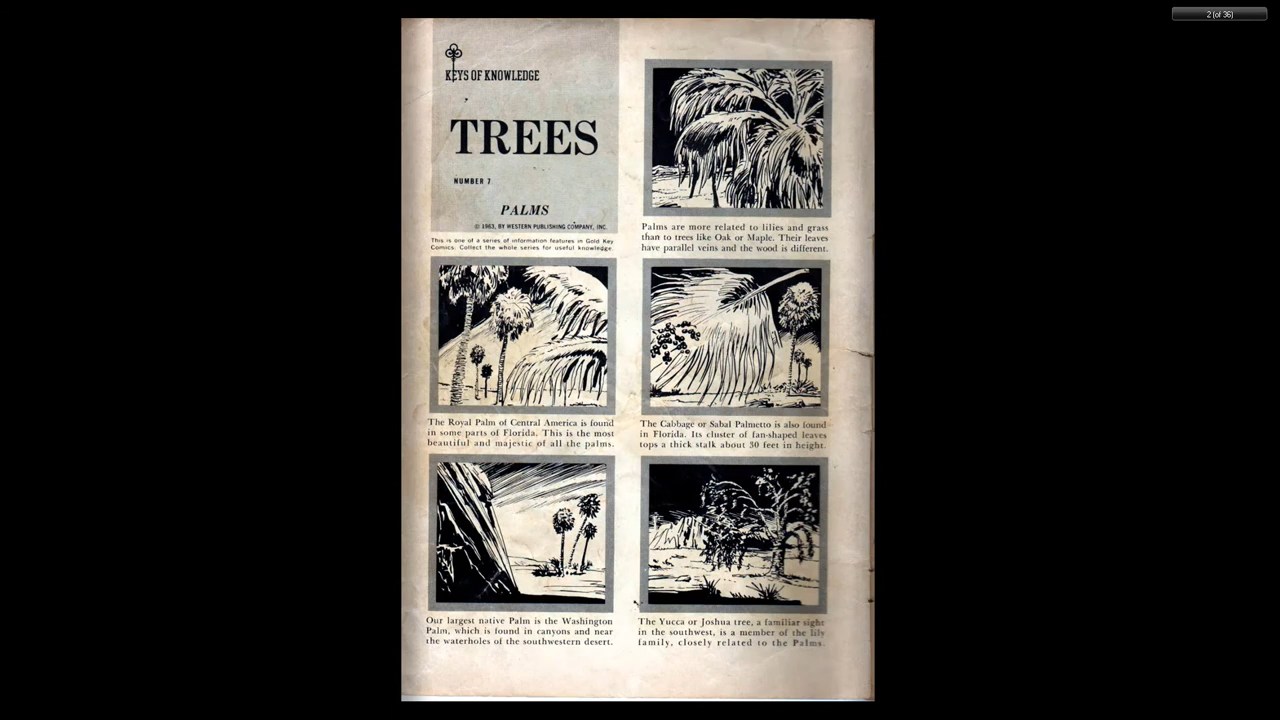 2 (of 36)
KEYS OF KNOWLEDGE
TREES
NUMBER 7
PALMS
© 1963, BY WESTERN PUBLISHING COMPANY, INC.
This is one of a series of information features in Gold Key
Comics. Collect the whole series for useful knowledge.
Palms are more related to lilies and grass
than to trees like Oak or Maple. Their leaves
have parallel veins and the wood is different.
The Royal Palm of Central America is found
in some parts of Florida. This is the most
beautiful and majestic of all the palms.
The Cabbage or Sabal Palmetto is also found
in Florida. Its cluster of fan-shaped leaves
tops a thick stalk about 30 feet in height.
Our largest native Palm is the Washington
Palm, which is found in canyons and near
the waterholes of the southwestern desert.
The Yucca or Joshua tree, a familiar sight
in the southwest, is a member of the lily
family, closely related to the Palms.